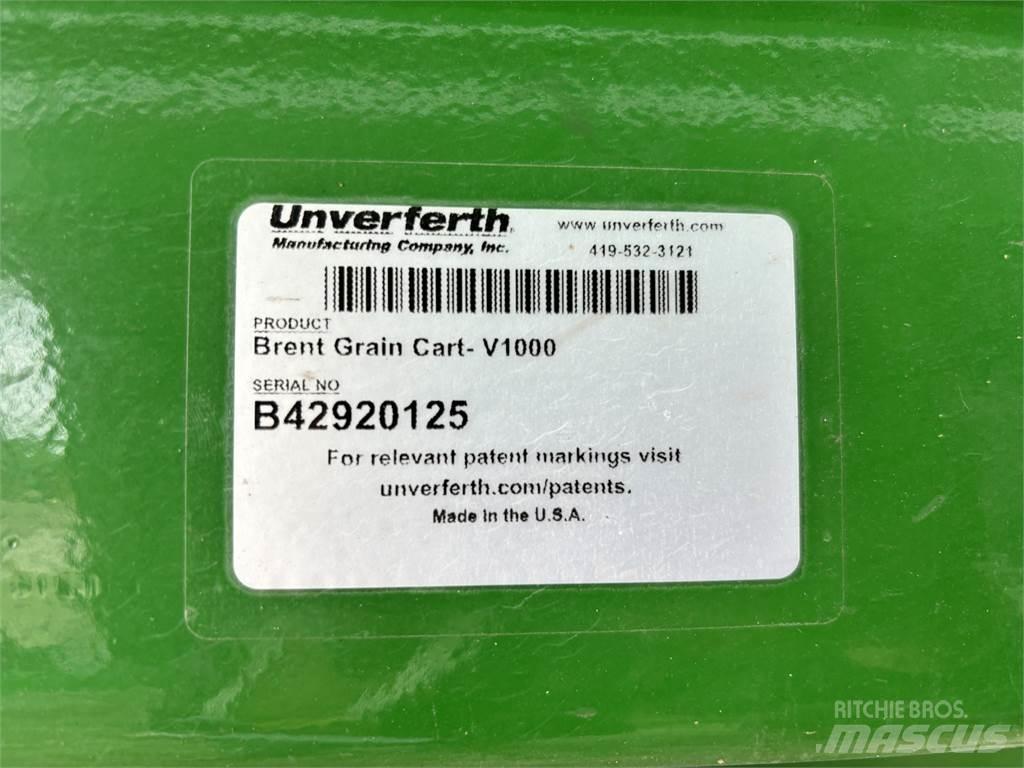 Unverferth
www.unverferth.com
Manufacturing Company, Inc.
419-532-3121
PRODUCT
Brent Grain Cart- V1000
SERIAL NO
B42920125
For relevant patent markings visit
unverferth.com/patents.
Made in the U.S.A.
RITCHIE BROS.
MASCUS